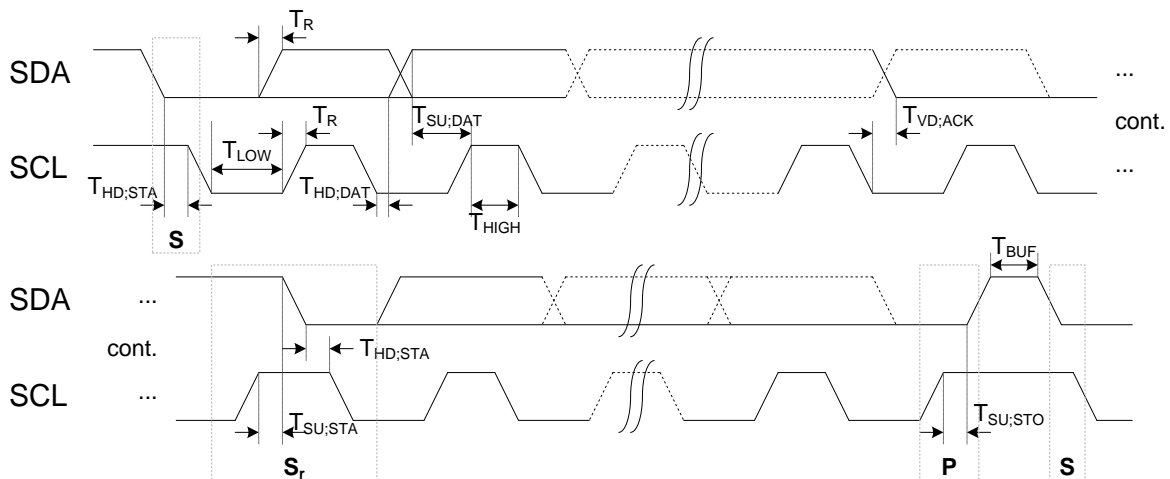 T_R
SDA
...
T_SU;DAT
T_VD;ACK
T_R
cont.
T_LOW
SCL
...
T_HD;STA
T_HD;DAT
T_HIGH
S
T_BUF
SDA
...
cont.
T_HD;STA
SCL
...
T_SU;STA
T_SU;STO
S_r
P
S